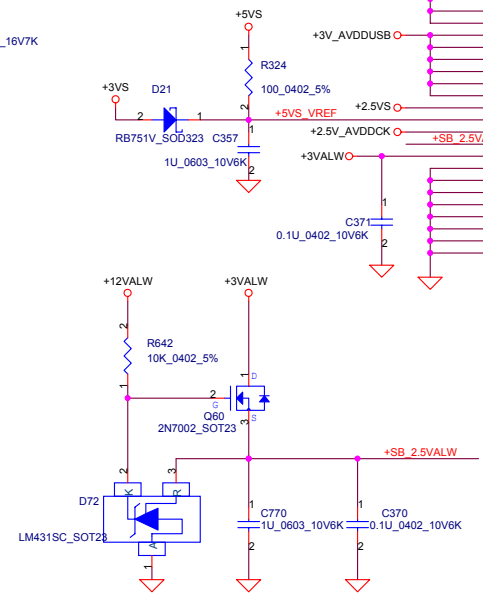 +5VS
_16V7K
+3V_AVDDUSB
1
R324
100_0402_5%
2
+3VS
D21
2
1
+5VS_VREF
+2.5VS
RB751V_SOD323
C357
1
1U_0603_10V6K
2
+2.5V_AVDDCK
+SB_2.5VA
+3VALW
1
C371
0.1U_0402_10V6K
2
+12VALW
+3VALW
2
R642
10K_0402_5%
1
1
D
2
G
Q60
2N7002_SOT23
3
S
+SB_2.5VALW
2
3
D72
K
R
LM431SC_SOT23
A
1
1
C770
1U_0603_10V6K
2
1
C370
0.1U_0402_10V6K
2